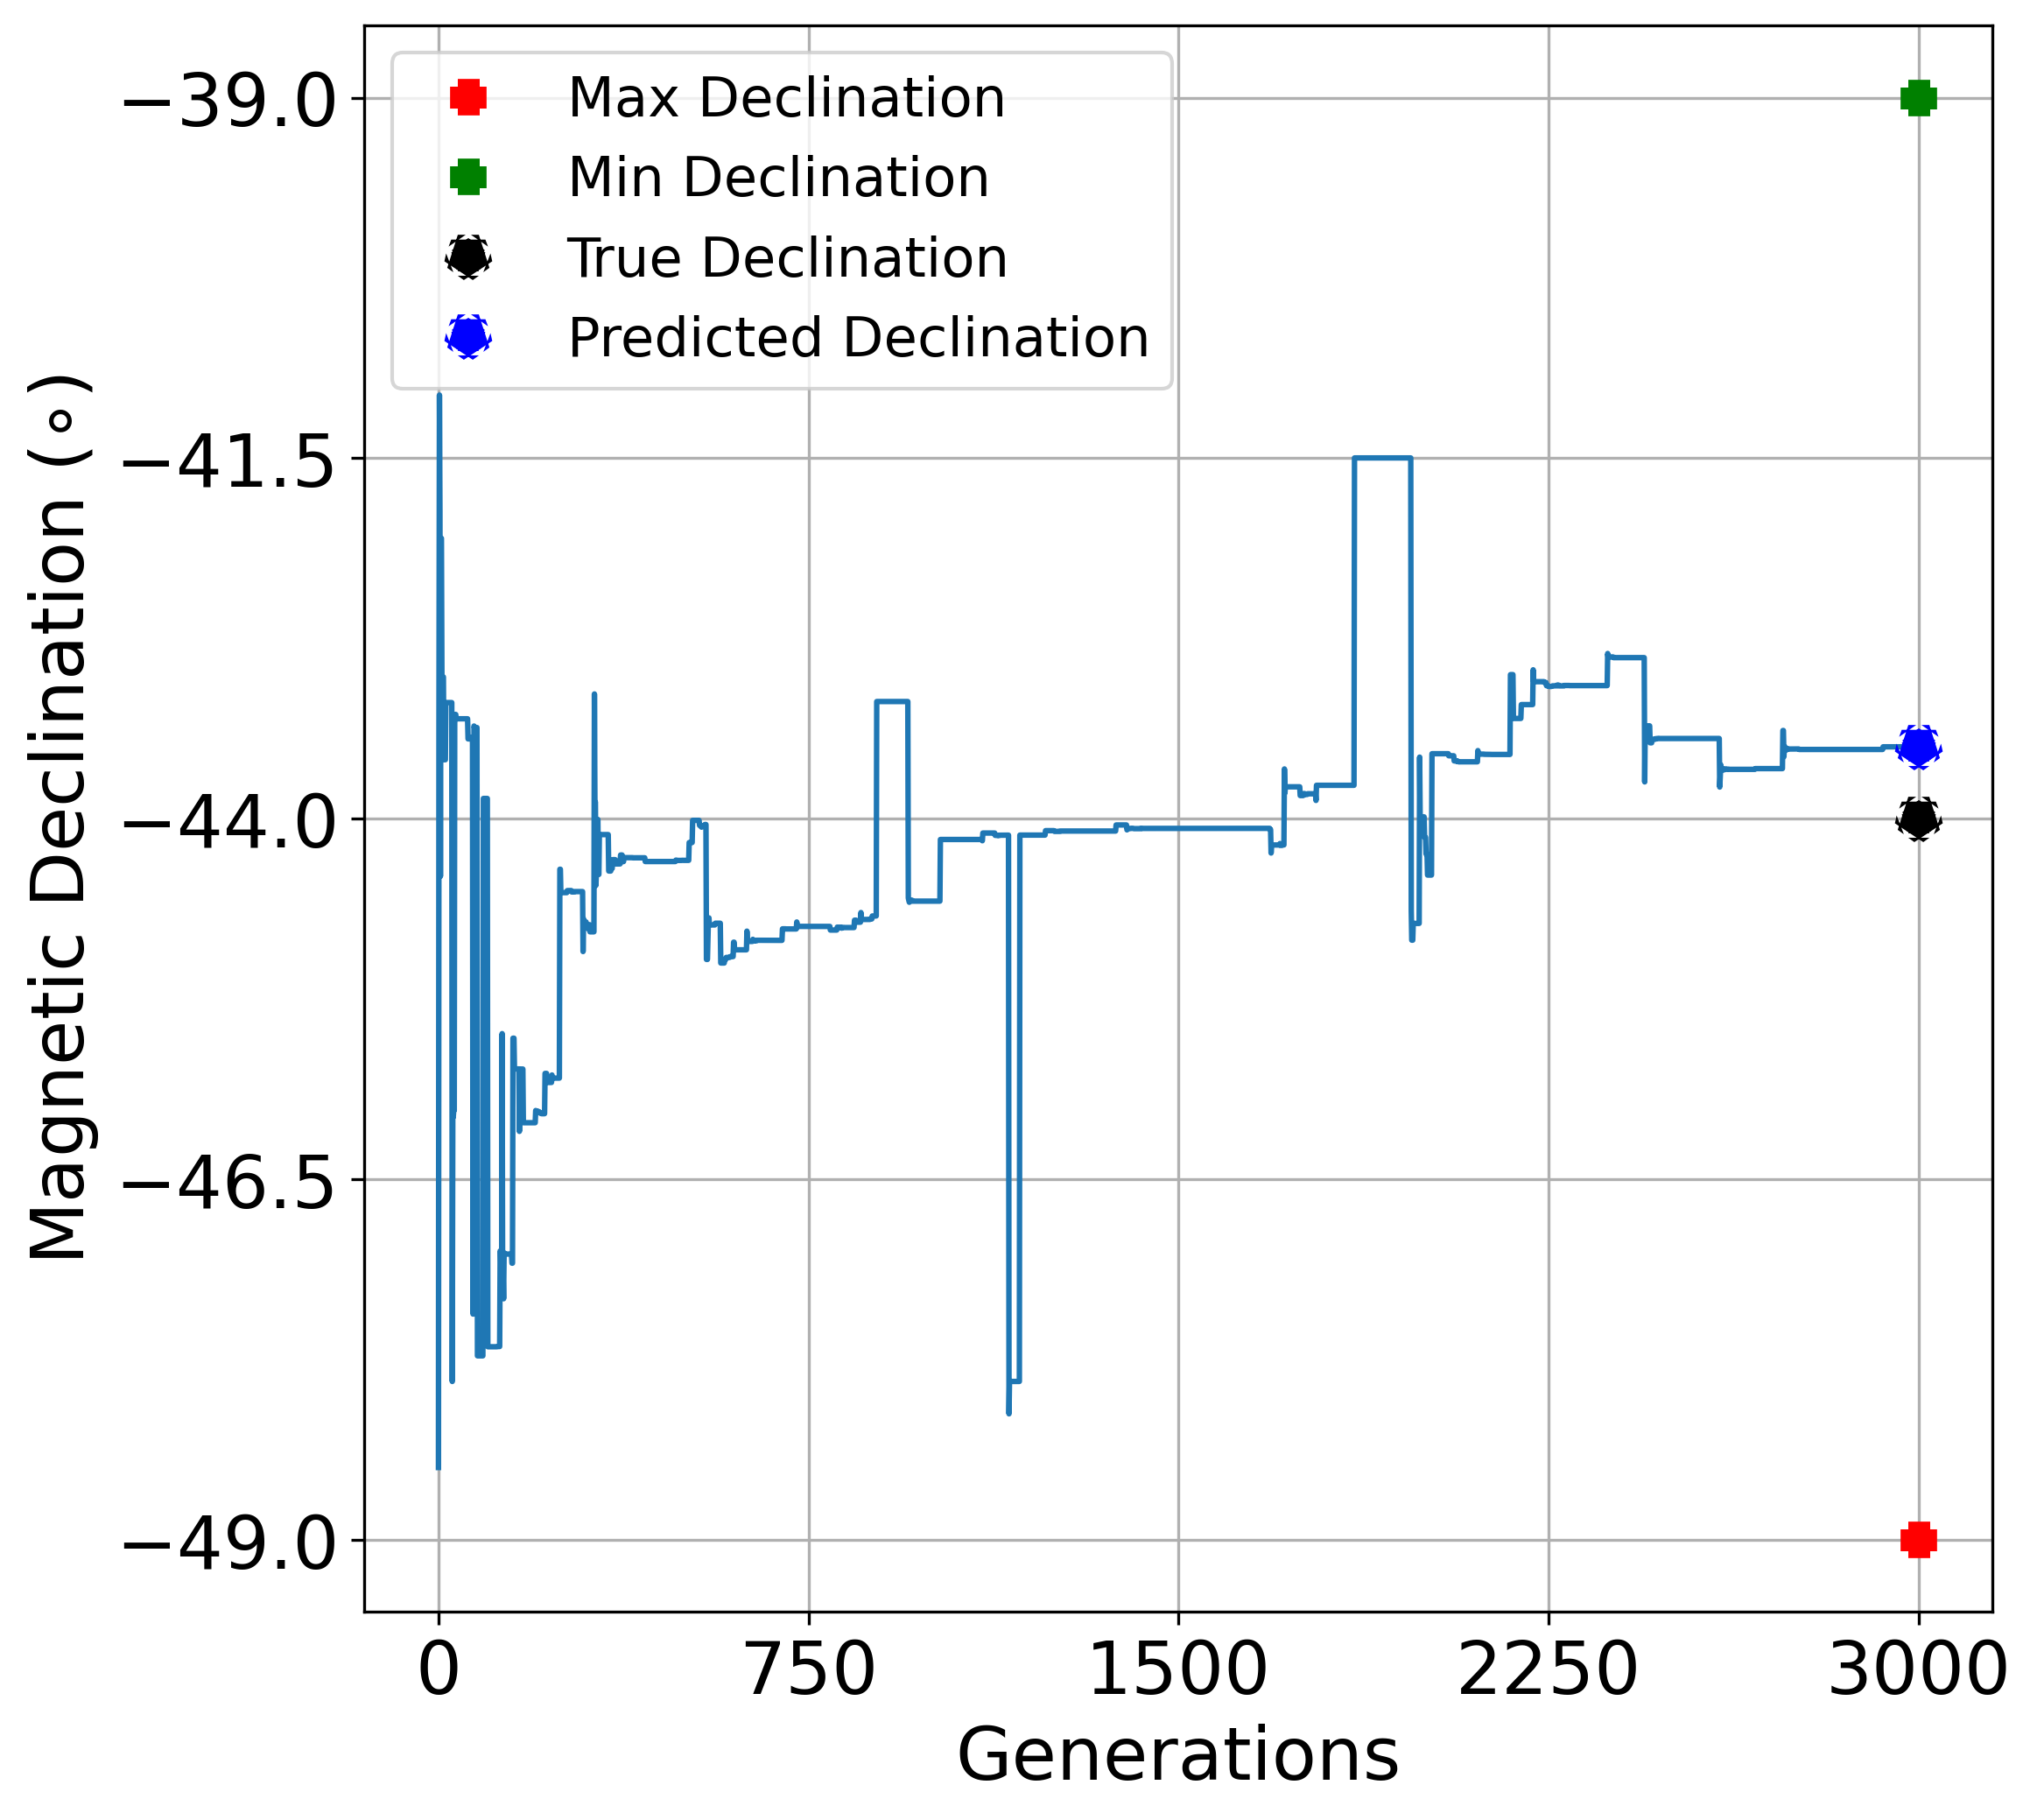 Magnetic Declination (∘)
−39.0
−41.5
−44.0
−46.5
−49.0
Max Declination
Min Declination
True Declination
Predicted Declination
0 750 1500 2250 3000
Generations